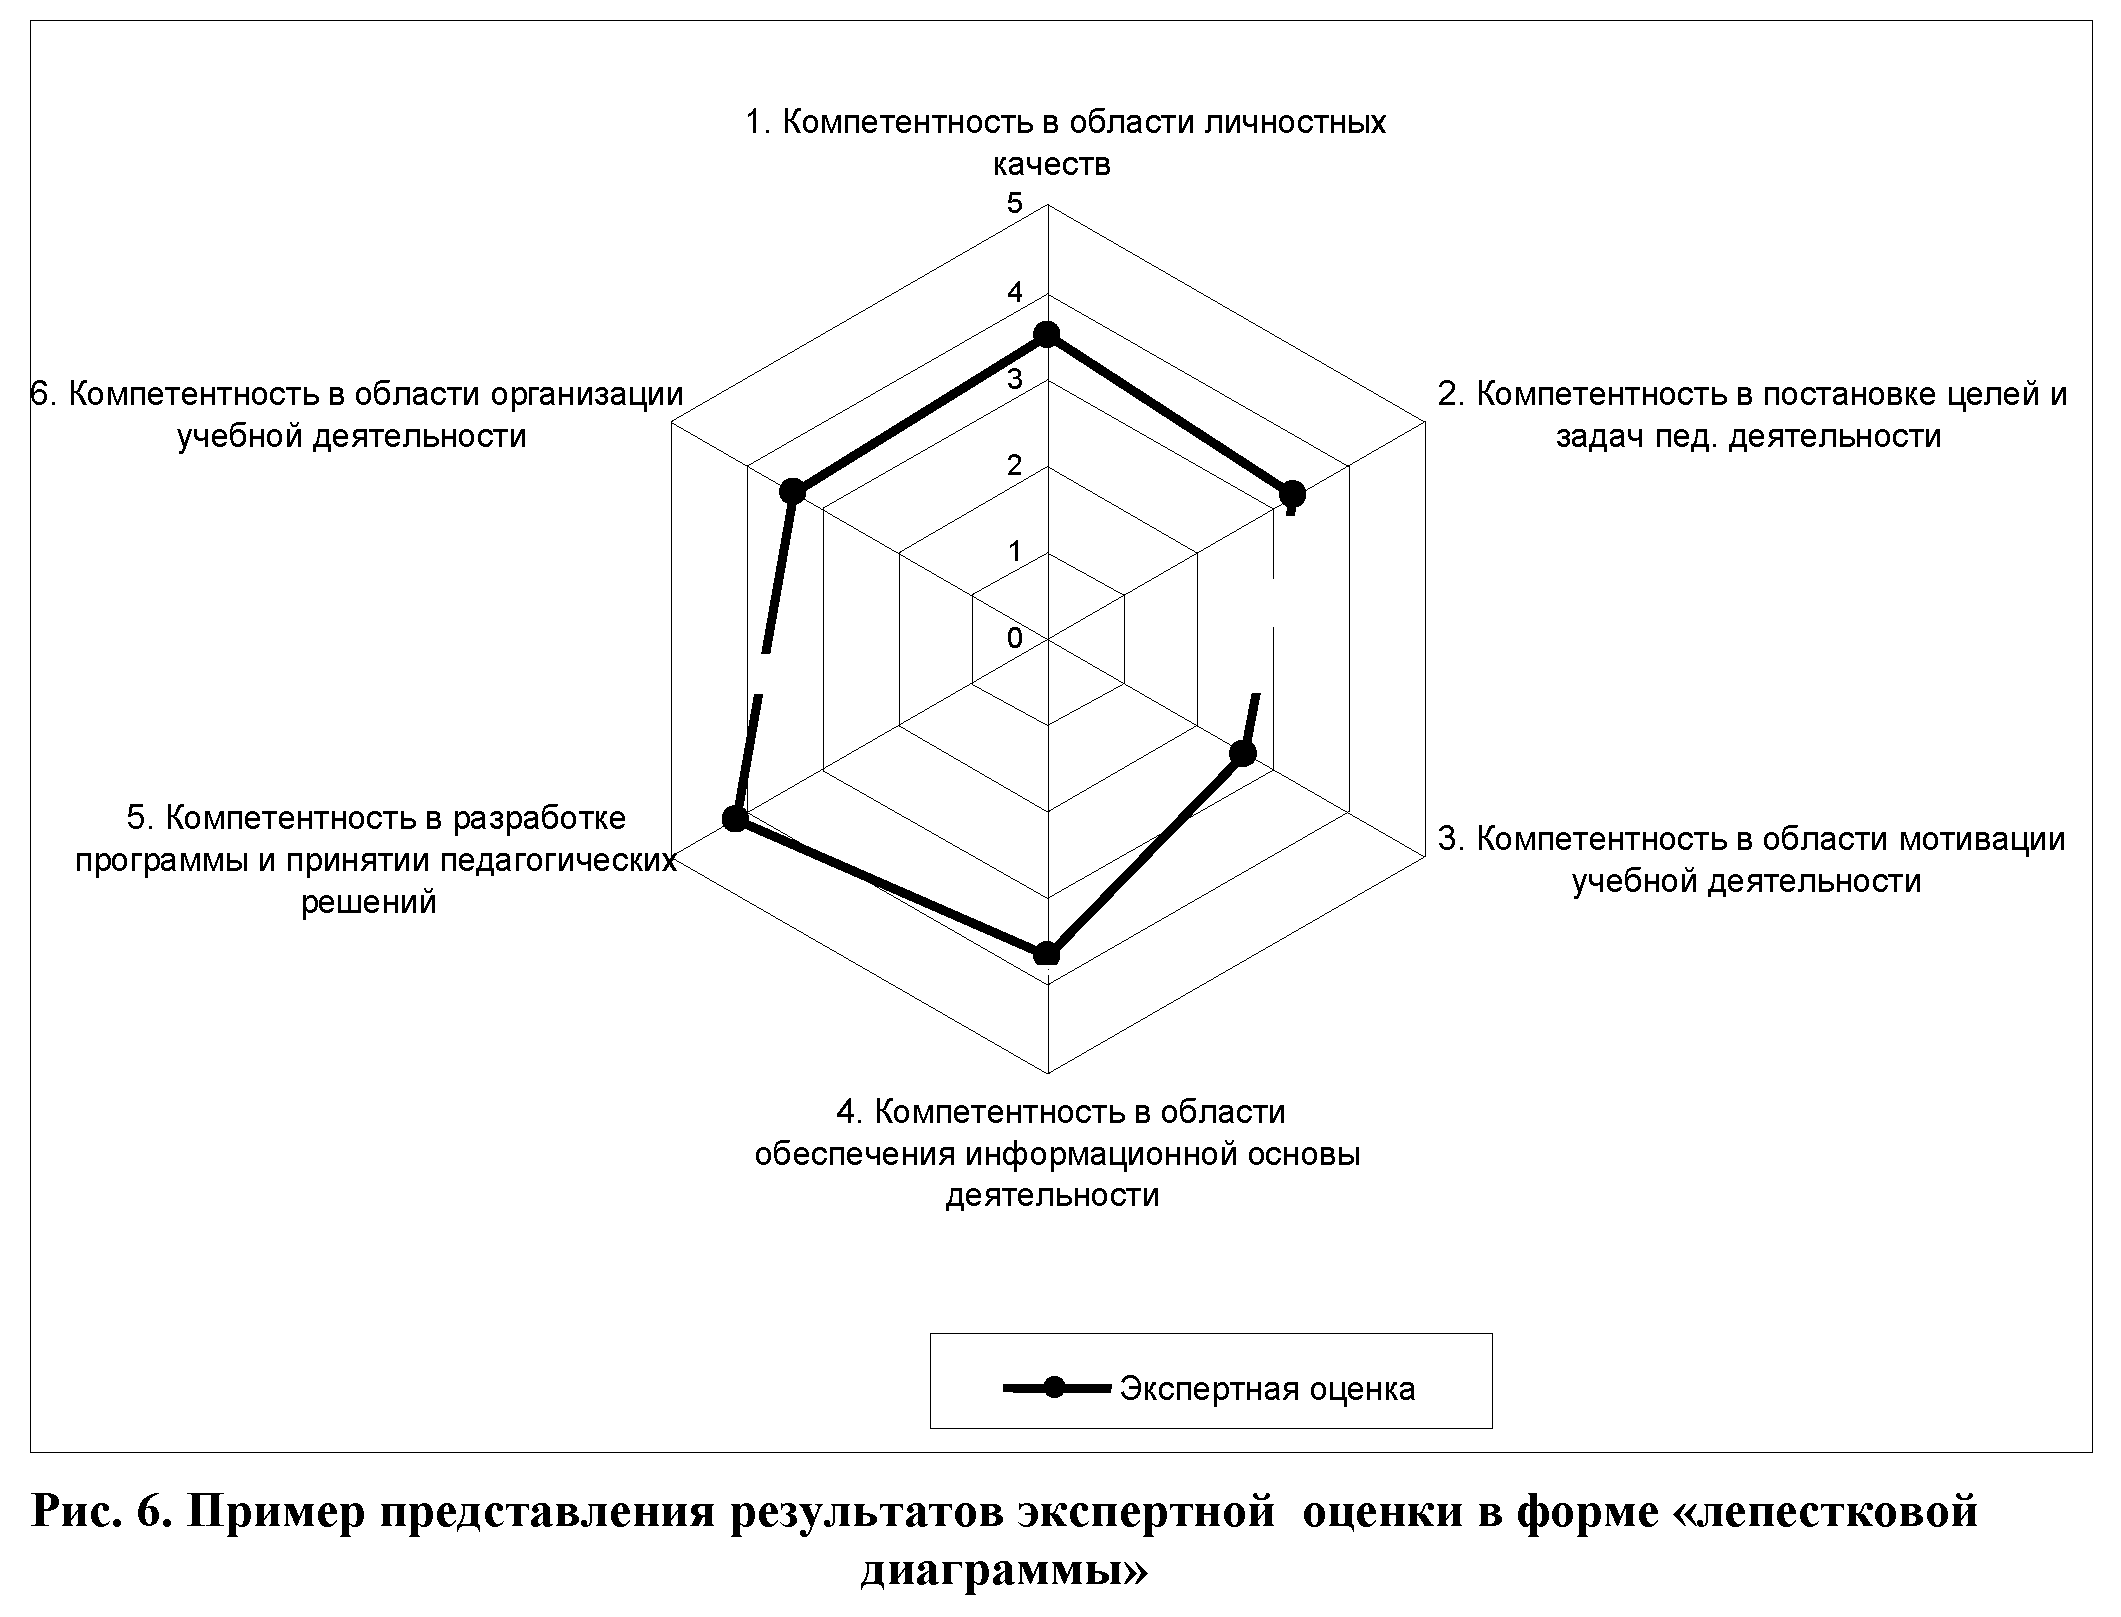 1. Компетентность в области личностных
качеств
5
4
3
2
1
0
2. Компетентность в постановке целей и
задач пед. деятельности
3. Компетентность в области мотивации
учебной деятельности
4. Компетентность в области
обеспечения информационной основы
деятельности
5. Компетентность в разработке
программы и принятии педагогических
решений
6. Компетентность в области организации
учебной деятельности
Экспертная оценка
Рис. 6. Пример представления результатов экспертной оценки в форме «лепестковой
диаграммы»